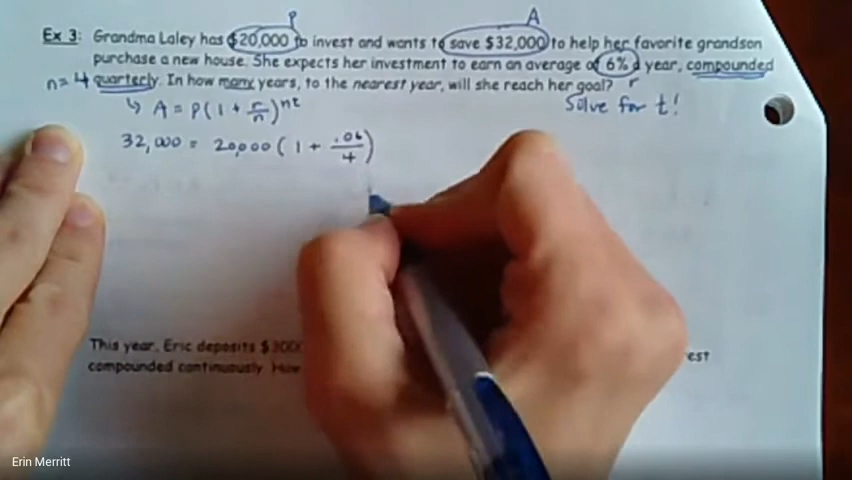 P A
Ex 3: Grandma Laley has $20,000 to invest and wants to save $32,000 to help her favorite grandson
purchase a new house. She expects her investment to earn an average of 6% a year, compounded
n=4 quarterly. In how many years, to the nearest year, will she reach her goal? r
↳ A = P(1 + r/n)^nt Solve for t!
32,000 = 20,000 (1 + .06/4)
This year, Eric deposits $300 est
compounded continuously. How
Erin Merritt